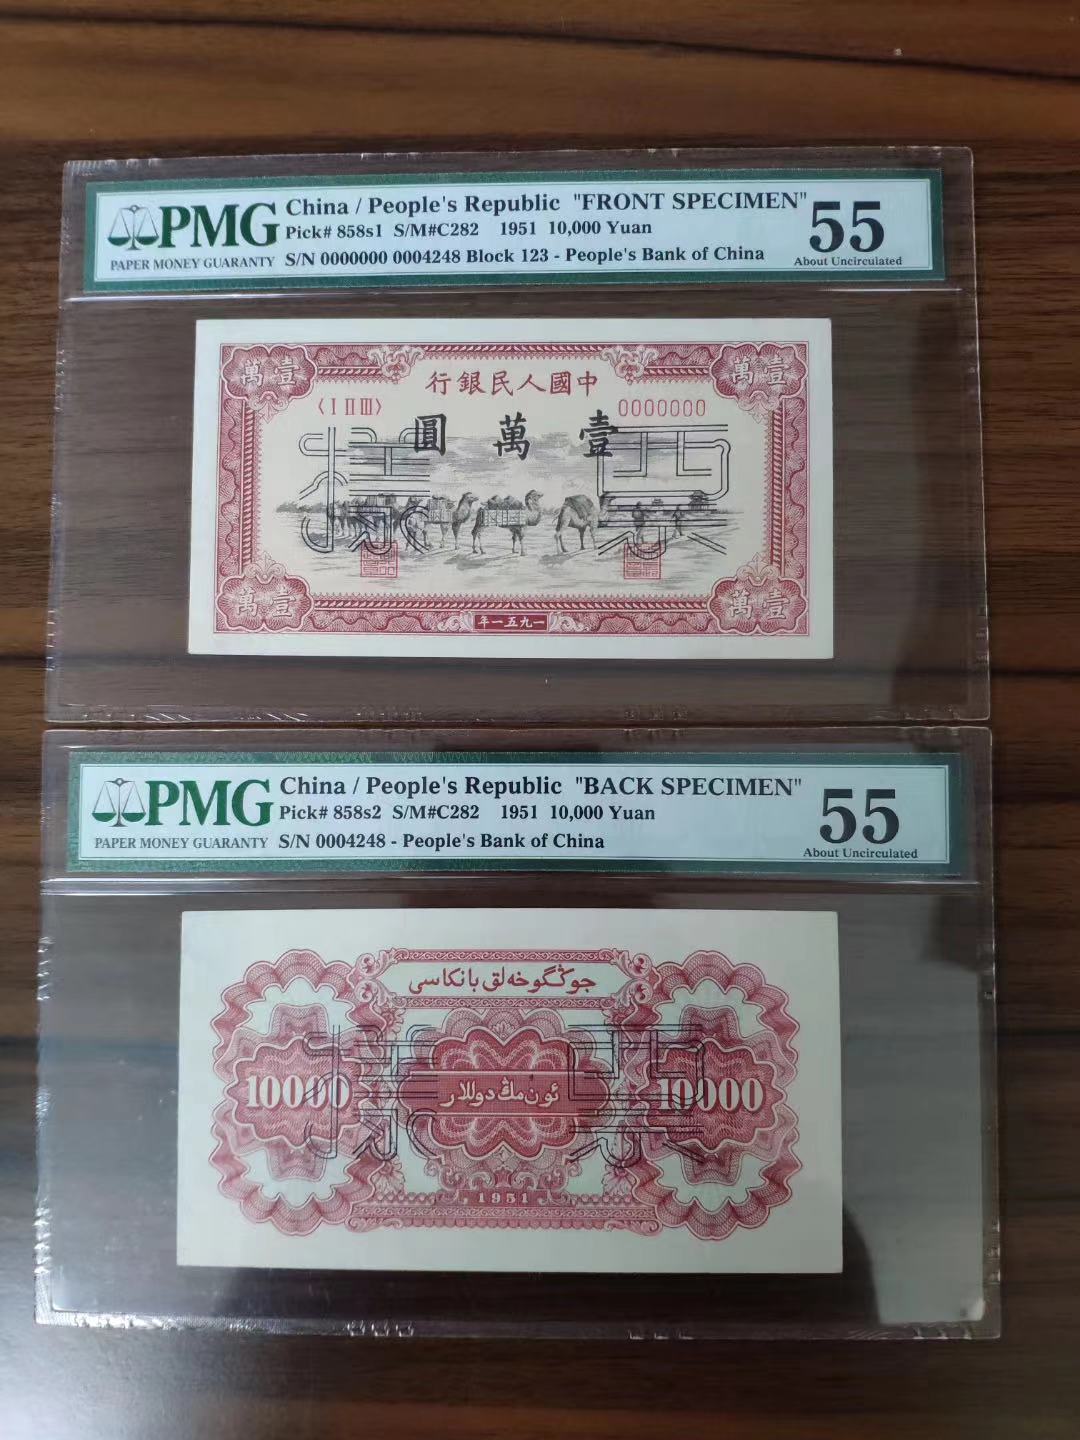 PMG
PAPER MONEY GUARANTY
China / People's Republic "FRONT SPECIMEN"
Pick# 858s1 S/M#C282 1951 10,000 Yuan
S/N 0000000 0004248 Block 123 - People's Bank of China
55
About Uncirculated
萬壹
萬壹
行銀民人國中
〈I II III〉
0000000
圓萬壹
樣票
萬壹
萬壹
年一五九一
PMG
PAPER MONEY GUARANTY
China / People's Republic "BACK SPECIMEN"
Pick# 858s2 S/M#C282 1951 10,000 Yuan
S/N 0004248 - People's Bank of China
55
About Uncirculated
جوڭگوخەلق بانكاسى
10000
ئون مىڭ دوللار
10000
樣票
1951